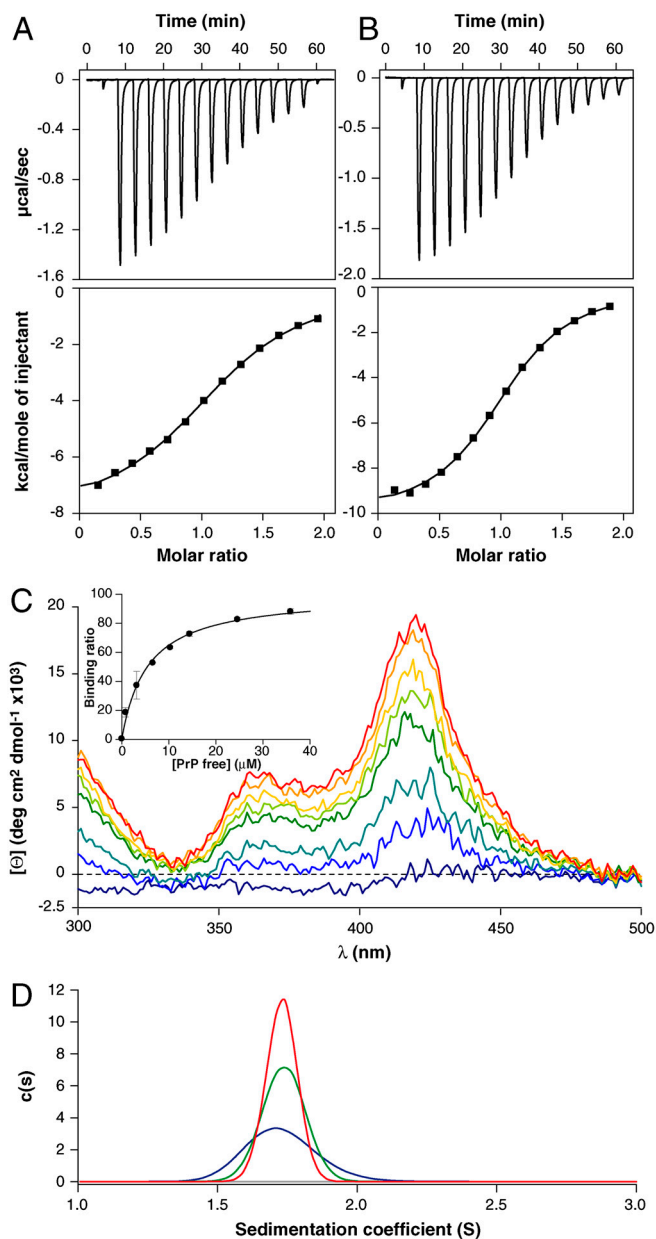 A
Time (min)
0 10 20 30 40 50 60
0
-0.4
-0.8
-1.2
-1.6
µcal/sec
0
-2
-4
-6
-8
kcal/mole of injectant
0.0 0.5 1.0 1.5 2.0
Molar ratio
B
Time (min)
0 10 20 30 40 50 60
0
-0.5
-1.0
-1.5
-2.0
0
-2
-4
-6
-8
-10
0.0 0.5 1.0 1.5 2.0
Molar ratio
C
20
15
10
5
0
-2.5
[Θ] (deg cm2 dmol-1 x10³)
300 350 400 450 500
λ (nm)
100
80
60
40
20
0
Binding ratio
0 10 20 30 40
[PrP free] (µM)
D
12
10
8
6
4
2
0
c(s)
1.0 1.5 2.0 2.5 3.0
Sedimentation coefficient (S)